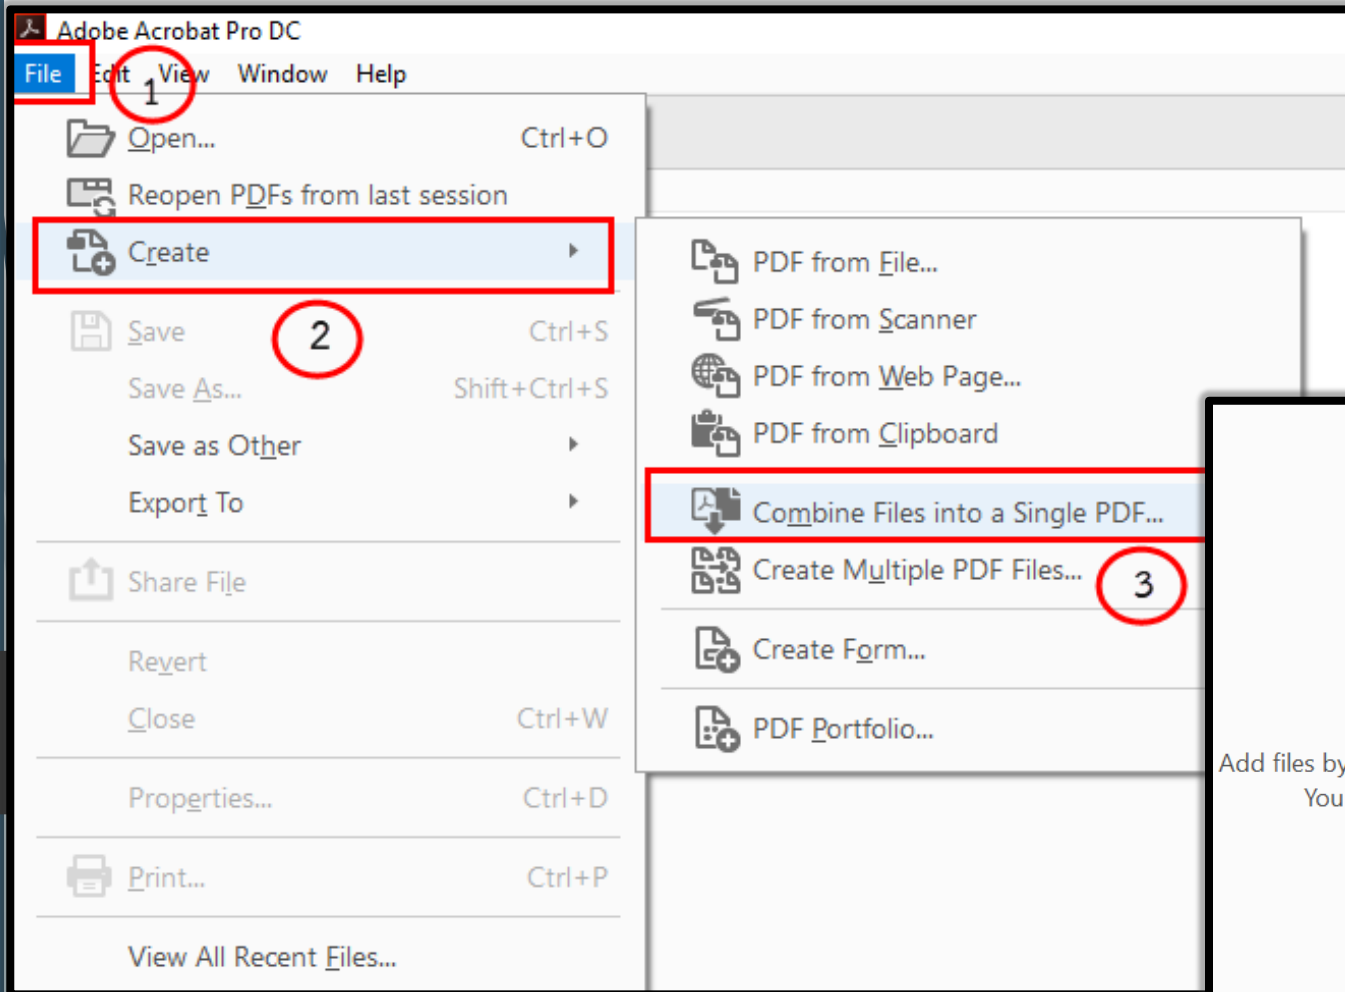 Adobe Acrobat Pro DC
File Edit View Window Help
1
Open... Ctrl+O
Reopen PDFs from last session
Create
2
Save Ctrl+S
Save As... Shift+Ctrl+S
Save as Other
Export To
Share File
Revert
Close Ctrl+W
Properties... Ctrl+D
Print... Ctrl+P
View All Recent Files...
PDF from File...
PDF from Scanner
PDF from Web Page...
PDF from Clipboard
Combine Files into a Single PDF...
Create Multiple PDF Files...
3
Create Form...
PDF Portfolio...
Add files by
You